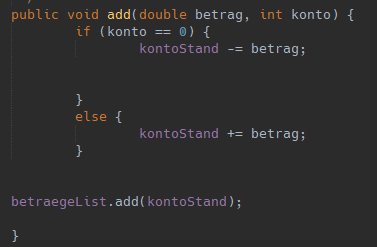 public void add(double betrag, int konto) {
if (konto == 0) {
kontoStand -= betrag;
}
else {
kontoStand += betrag;
}
betraegeList.add(kontoStand);
}